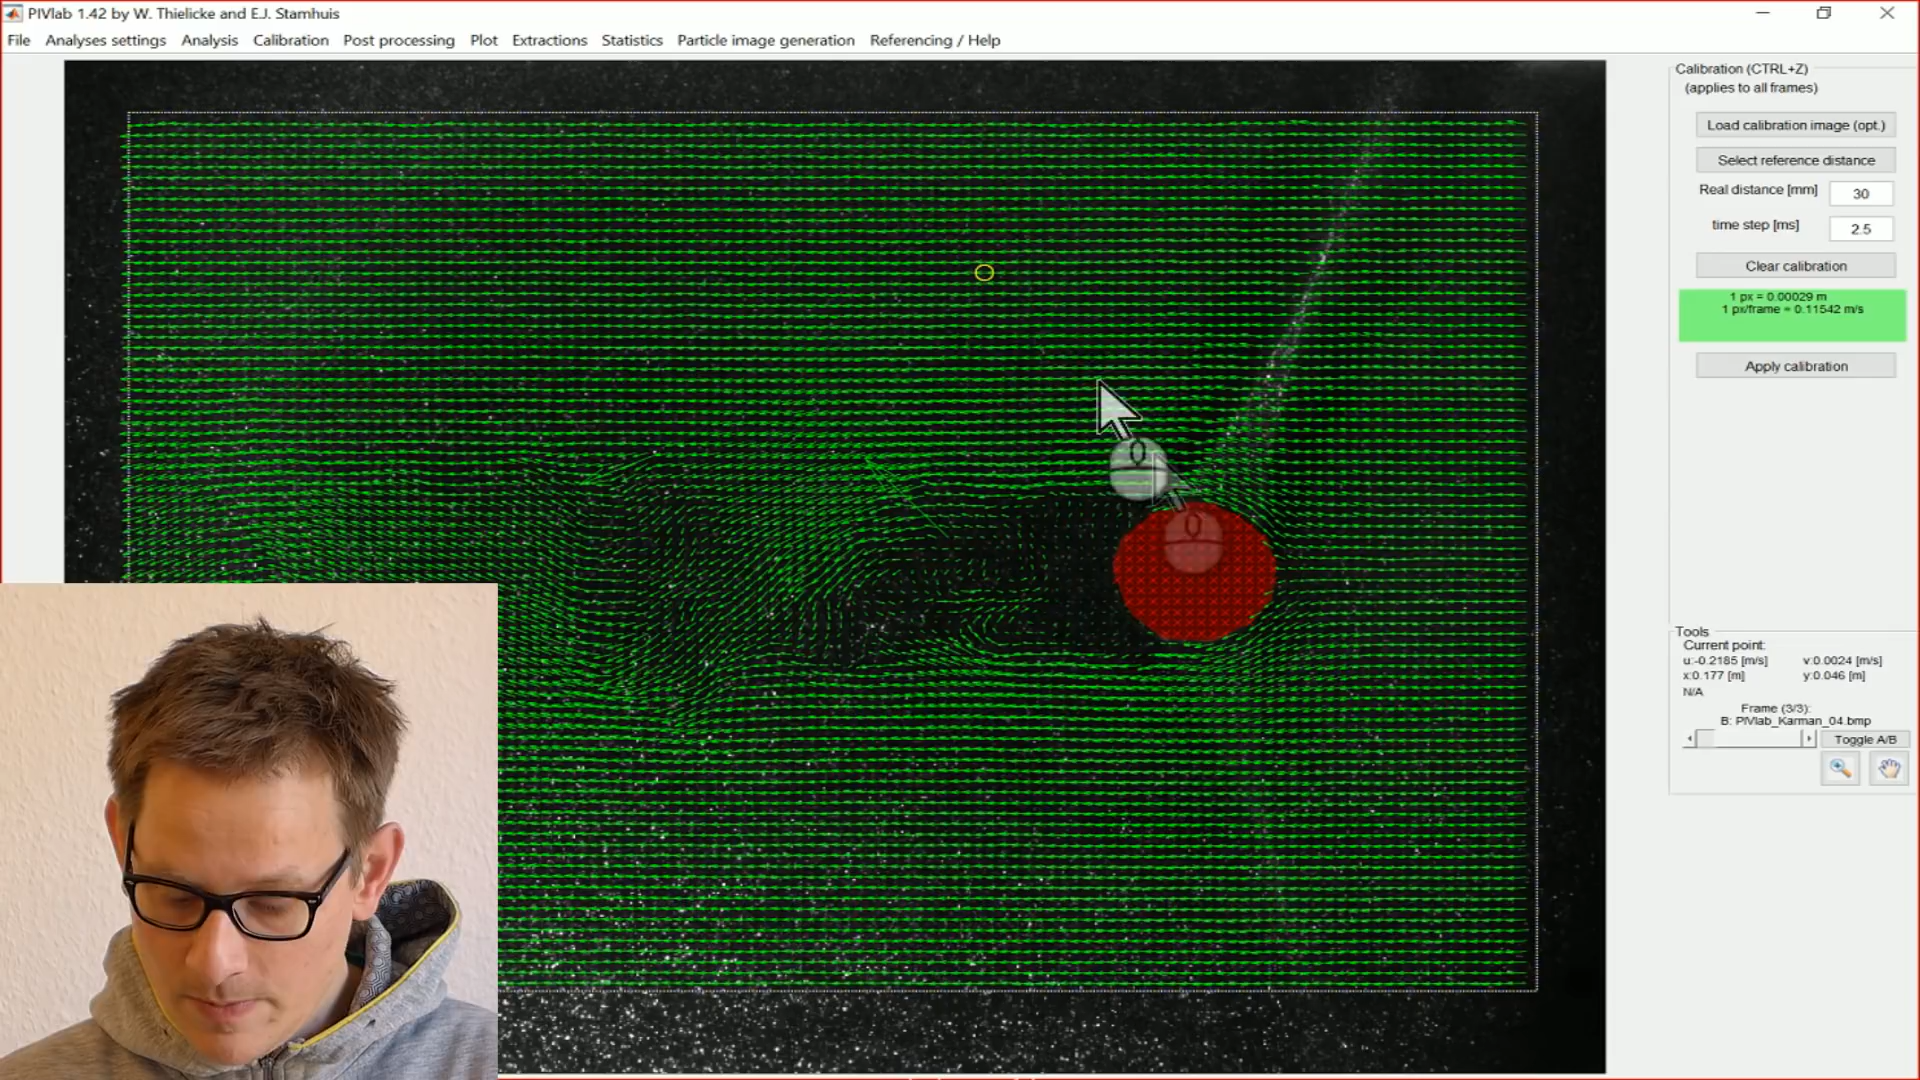 PIVlab 1.42 by W. Thielicke and E.J. Stamhuis
File Analyses settings Analysis Calibration Post processing Plot Extractions Statistics Particle image generation Referencing / Help
Calibration (CTRL+Z)
(applies to all frames)
Load calibration image (opt.)
Select reference distance
Real distance [mm] 30
time step [ms] 2.5
Clear calibration
1 px = 0.00029 m
1 px/frame = 0.11542 m/s
Apply calibration
Tools
Current point:
u:-0.2185 [m/s] v:0.0024 [m/s]
x:0.177 [m] y:0.046 [m]
N/A
Frame (3/3):
B: PIVlab_Karman_04.bmp
Toggle A/B